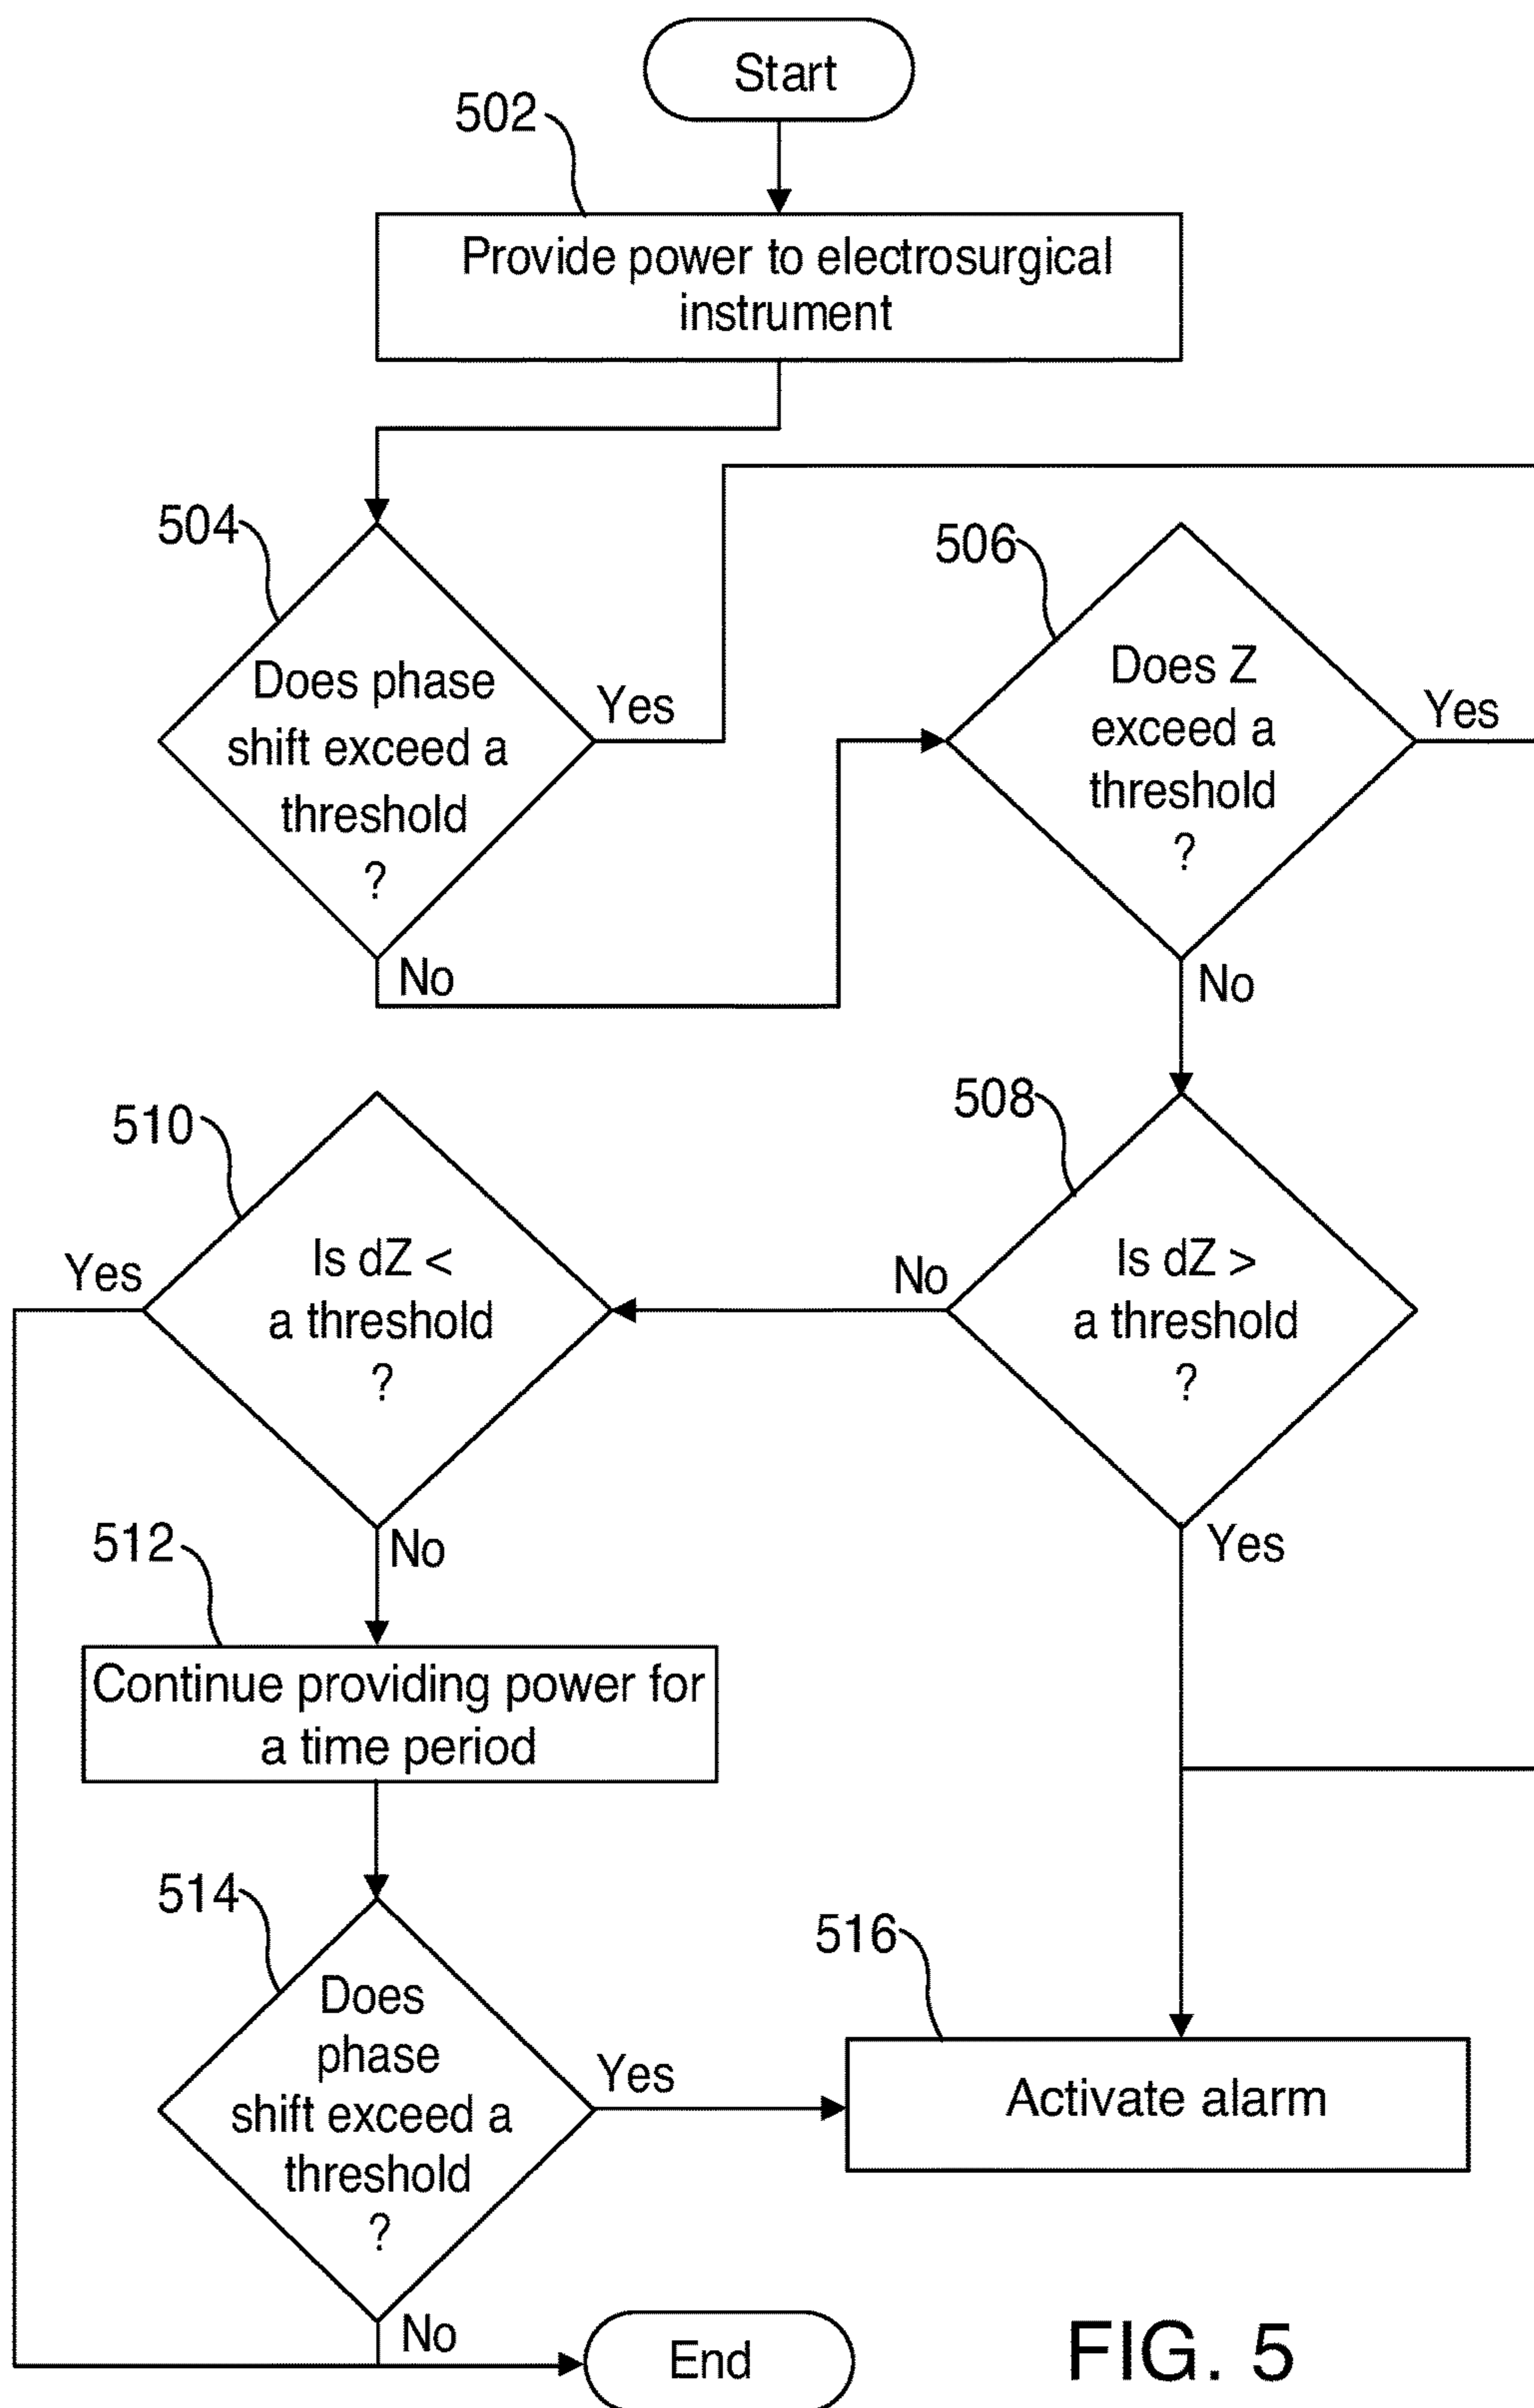 Start
502
Provide power to electrosurgical
instrument
504
Does phase
shift exceed a
threshold
?
Yes
No
506
Does Z
exceed a
threshold
?
Yes
No
508
Is dZ >
a threshold
?
No
Yes
510
Is dZ <
a threshold
?
Yes
No
512
Continue providing power for
a time period
514
Does
phase
shift exceed a
threshold
?
Yes
No
516
Activate alarm
End
FIG. 5